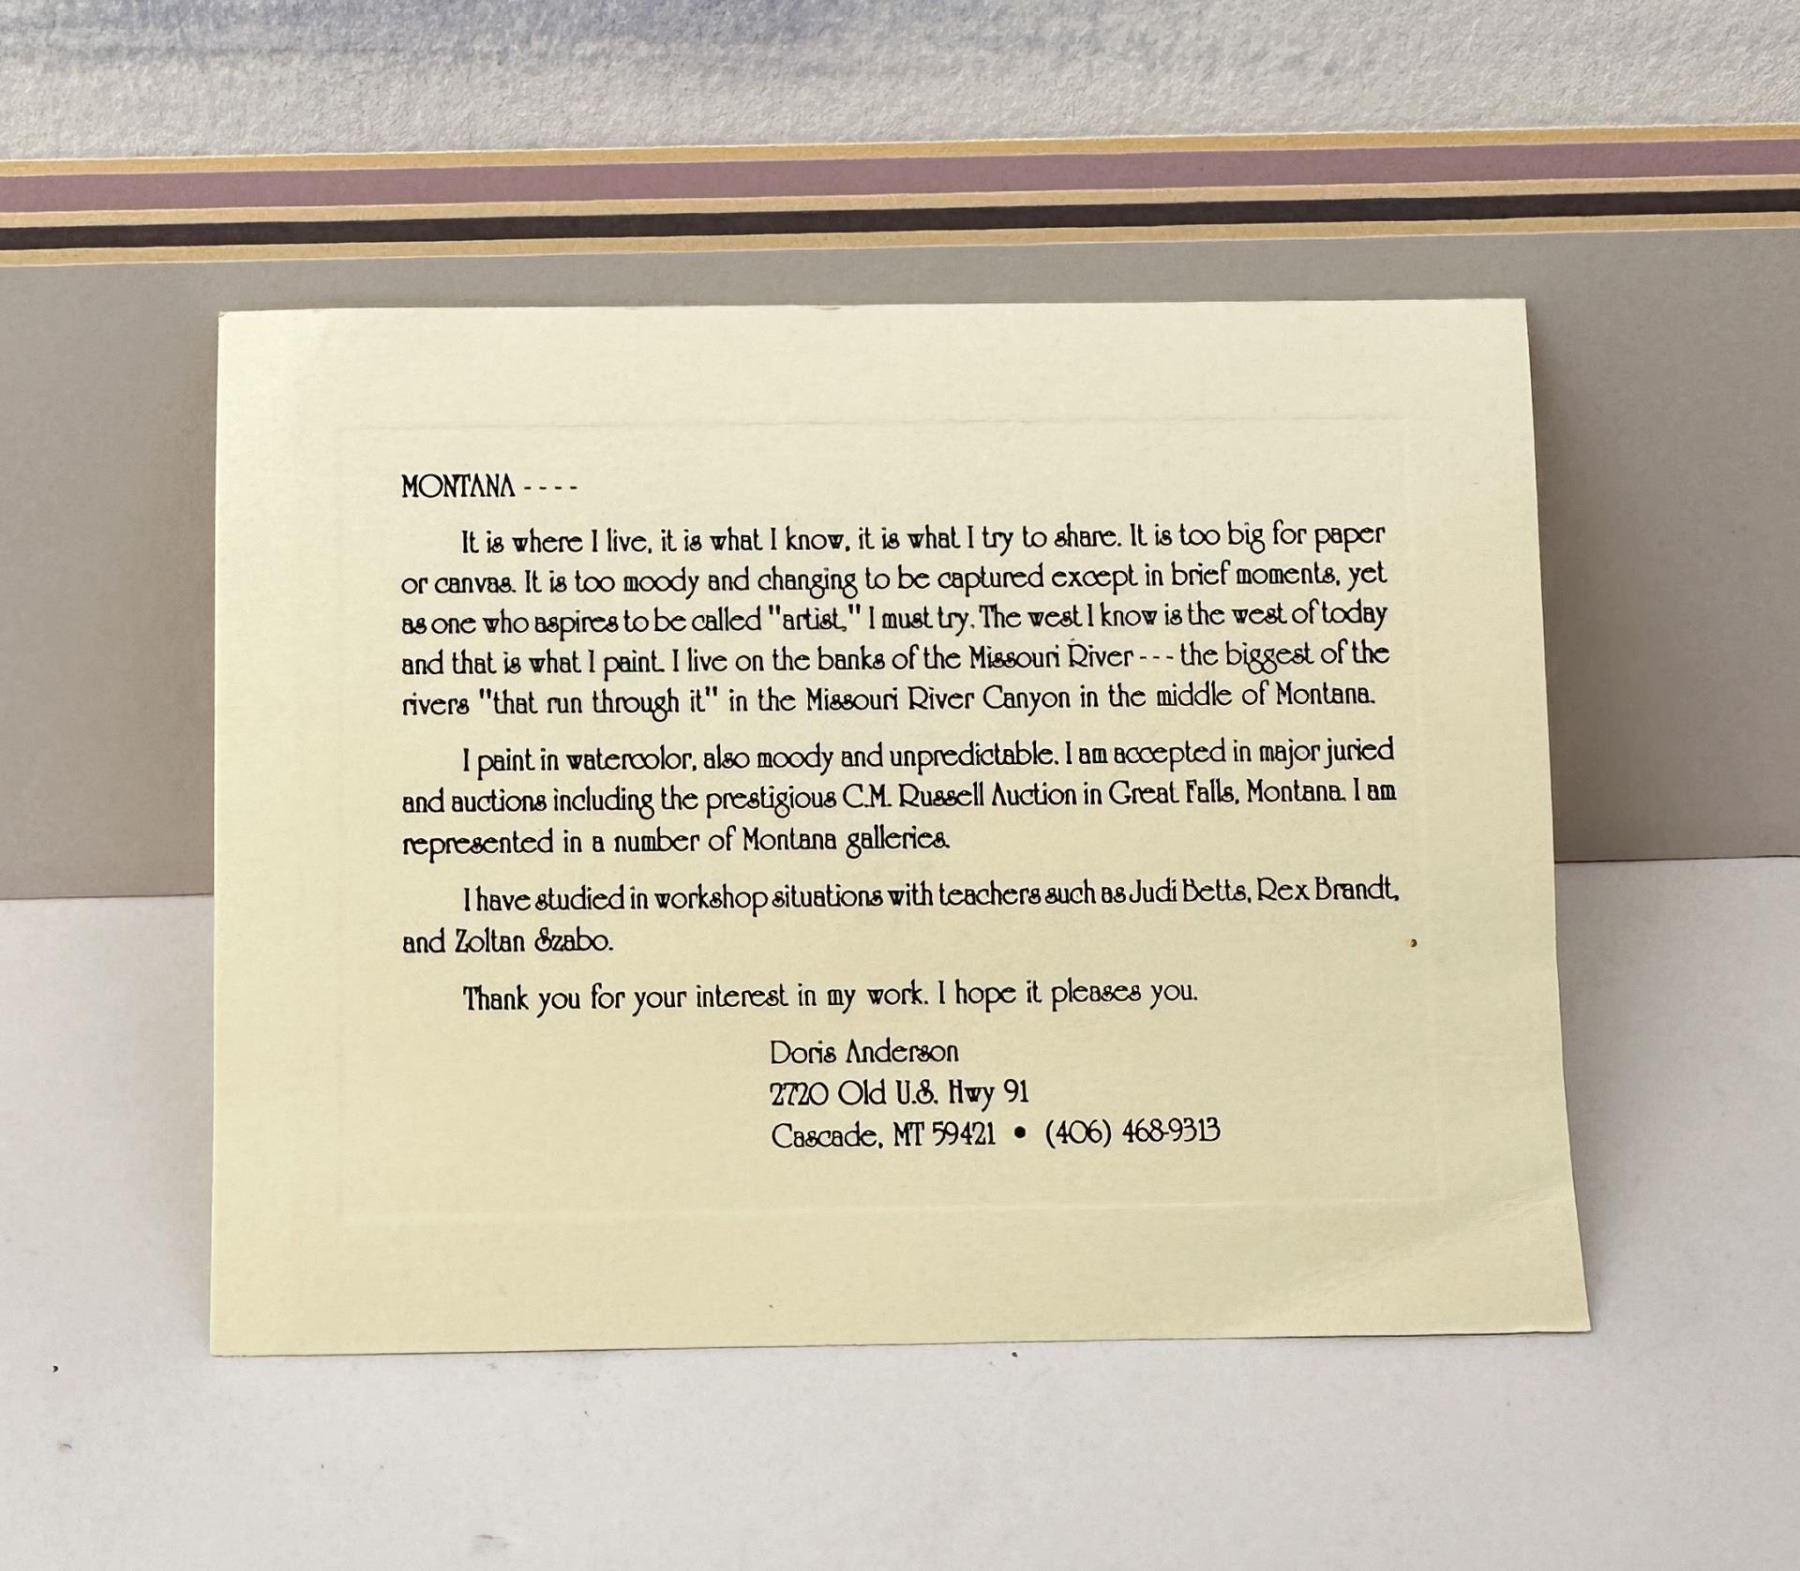 MONTANA ----
It is where I live, it is what I know, it is what I try to share. It is too big for paper
or canvas. It is too moody and changing to be captured except in brief moments, yet
as one who aspires to be called "artist," I must try. The west I know is the west of today
and that is what I paint. I live on the banks of the Missouri River --- the biggest of the
rivers "that run through it" in the Missouri River Canyon in the middle of Montana.
I paint in watercolor, also moody and unpredictable. I am accepted in major juried
and auctions including the prestigious C.M. Russell Auction in Great Falls, Montana. I am
represented in a number of Montana galleries.
I have studied in workshop situations with teachers such as Judi Betts, Rex Brandt,
and Zoltan Szabo.
Thank you for your interest in my work. I hope it pleases you.
Doris Anderson
2720 Old U.S. Hwy 91
Cascade, MT 59421 • (406) 468-9313